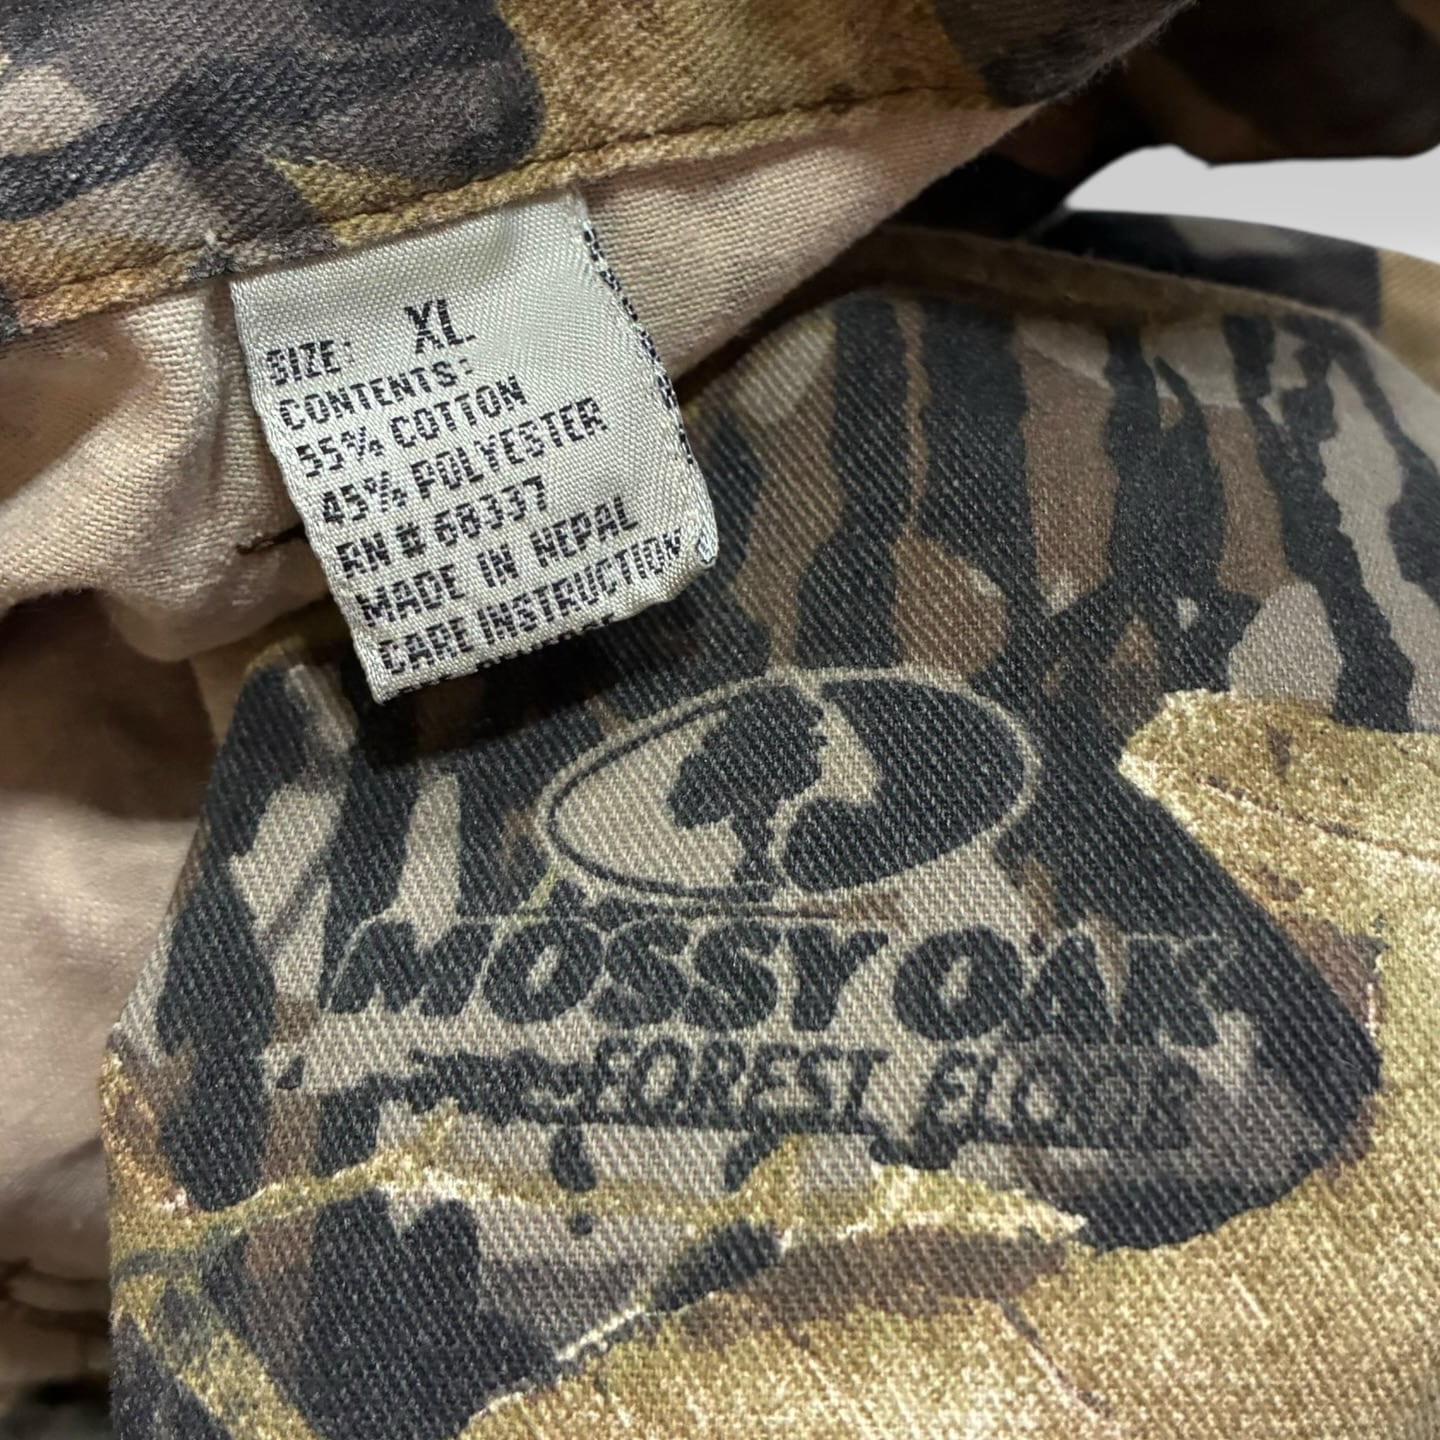 SIZE: XL
CONTENTS:
55% COTTON
45% POLYESTER
RN # 68337
MADE IN NEPAL
CARE INSTRUCTION
MOSSY OAK
FOREST FLOOR